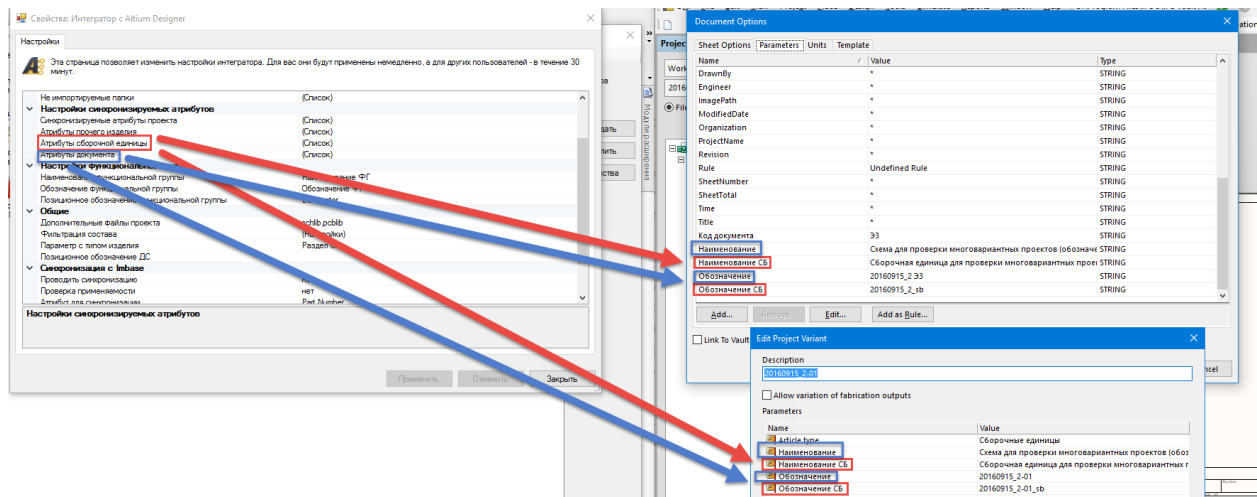 Свойства: Интегратор с Altium Designer
Настройки
Эта страница позволяет изменить настройки интегратора. Для вас они будут применены немедленно, а для других пользователей - в течение 30
минут.
Не импортируемые папки (Список)
Настройки синхронизируемых атрибутов
Синхронизируемые атрибуты проекта (Список)
Атрибуты прочего изделия (Список)
Атрибуты сборочной единицы (Список)
Атрибуты документа (Список)
Настройки
Наименование функциональной группы ФГ
Обозначение функциональной группы Обозначение
Позиционное обозначение функциональной группы
Общие
Дополнительные файлы проекта schlib,pcblib
Фильтрация состава
Параметр с типом изделия
Позиционное обозначение ДС
Синхронизация с Imbase
Проводить синхронизацию
Проверка применяемости нет
Атрибут для синхронизации Part Number
Настройки синхронизируемых атрибутов
Применить Отменить Закрыть
Модули расширения
Document Options
Sheet Options Parameters Units Template
Name / Value Type
DrawnBy * STRING
Engineer * STRING
ImagePath * STRING
ModifiedDate * STRING
Organization * STRING
ProjectName * STRING
Revision * STRING
Rule Undefined Rule STRING
SheetNumber * STRING
SheetTotal * STRING
Time * STRING
Title * STRING
Код документа Э3 STRING
Наименование Схема для проверки многовариантных проектов (обозначе STRING
Наименование СБ Сборочная единица для проверки многовариантных проек STRING
Обозначение 20160915_2 Э3 STRING
Обозначение СБ 20160915_2_sb STRING
Add... Remove... Edit... Add as Rule...
Link To Vault
Edit Project Variant
Description
20160915_2-01
Allow variation of fabrication outputs
Parameters
Name Value
Article type Сборочные единицы
Наименование Схема для проверки многовариантных проектов (обоз
Наименование СБ Сборочная единица для проверки многовариантных г
Обозначение 20160915_2-01
Обозначение СБ 20160915_2-01_sb